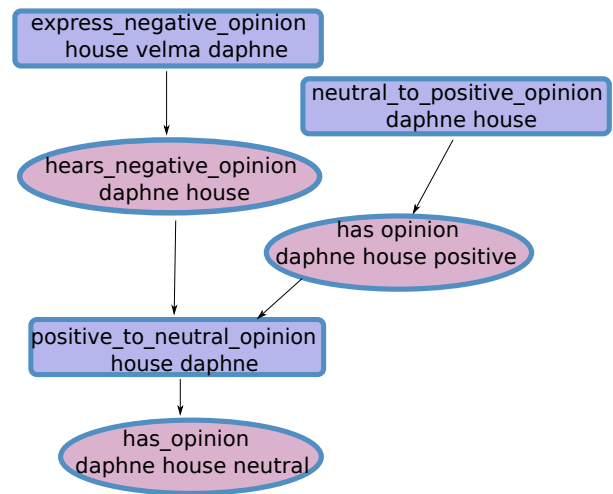 express_negative_opinion
house velma daphne
neutral_to_positive_opinion
daphne house
hears_negative_opinion
daphne house
has opinion
daphne house positive
positive_to_neutral_opinion
house daphne
has_opinion
daphne house neutral